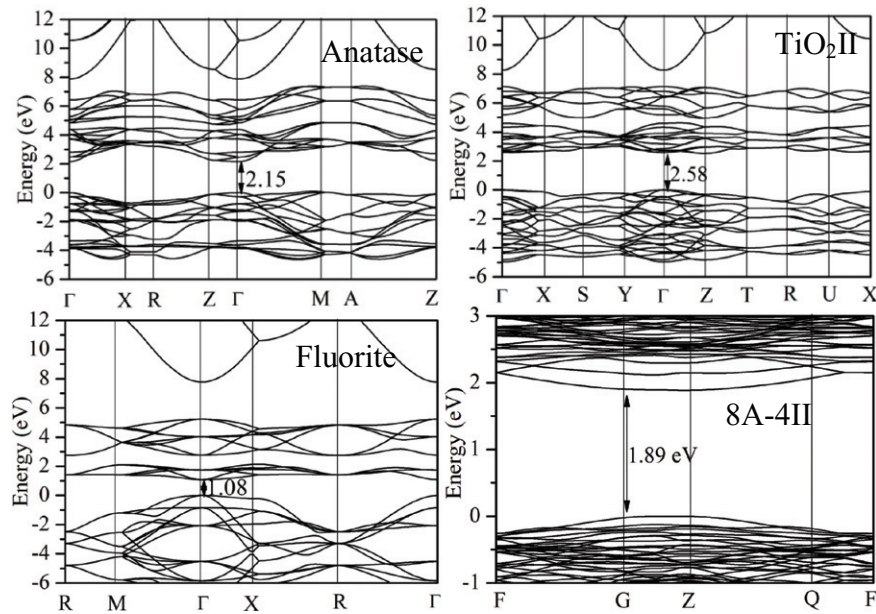 12
10
8
6
4
2
0
-2
-4
-6
Energy (eV)
Anatase
2.15
Γ X R Z Γ M A Z
12
10
8
6
4
2
0
-2
-4
-6
Energy (eV)
TiO₂II
2.58
Γ X S Y Γ Z T R U X
12
10
8
6
4
2
0
-2
-4
-6
Energy (eV)
Fluorite
1.08
R M Γ X R Γ
3
2
1
0
-1
Energy (eV)
8A-4II
1.89 eV
F G Z Q F